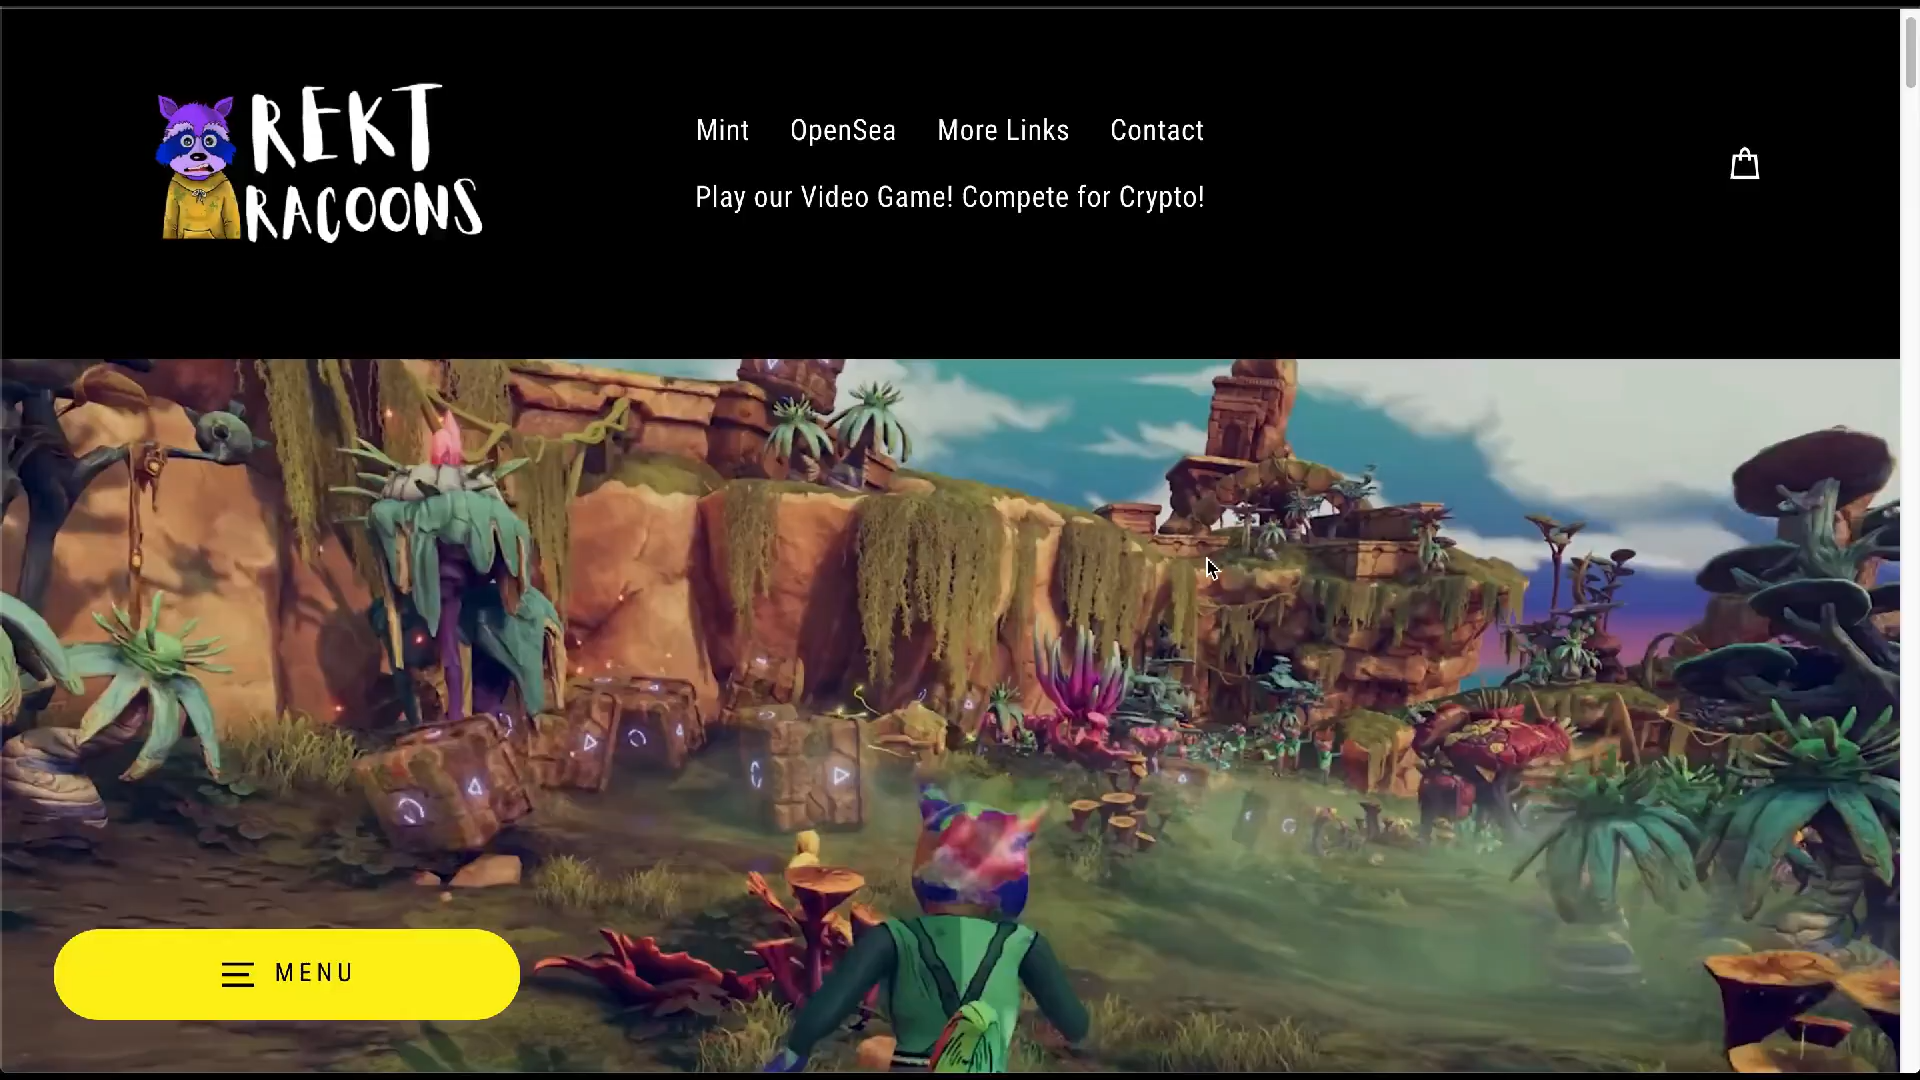 REKT
RACOONS
Mint OpenSea More Links Contact
Play our Video Game! Compete for Crypto!
MENU